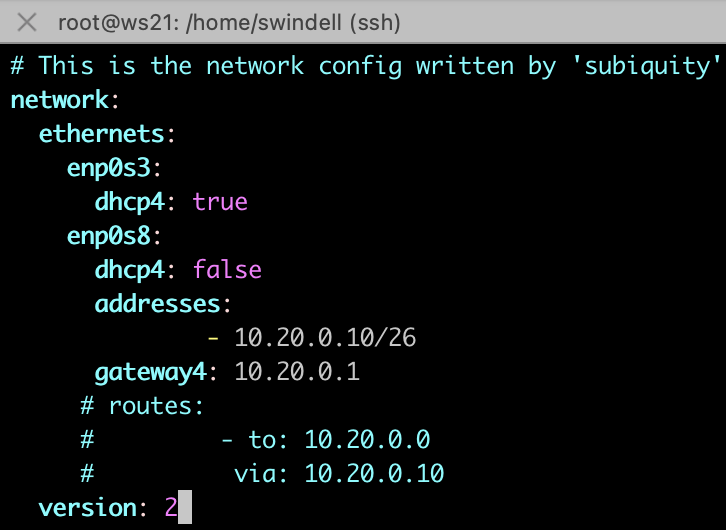 root@ws21: /home/swindell (ssh)
# This is the network config written by 'subiquity'
network:
  ethernets:
    enp0s3:
      dhcp4: true
    enp0s8:
      dhcp4: false
      addresses:
              - 10.20.0.10/26
      gateway4: 10.20.0.1
     # routes:
     #         - to: 10.20.0.0
     #          via: 10.20.0.10
  version: 2